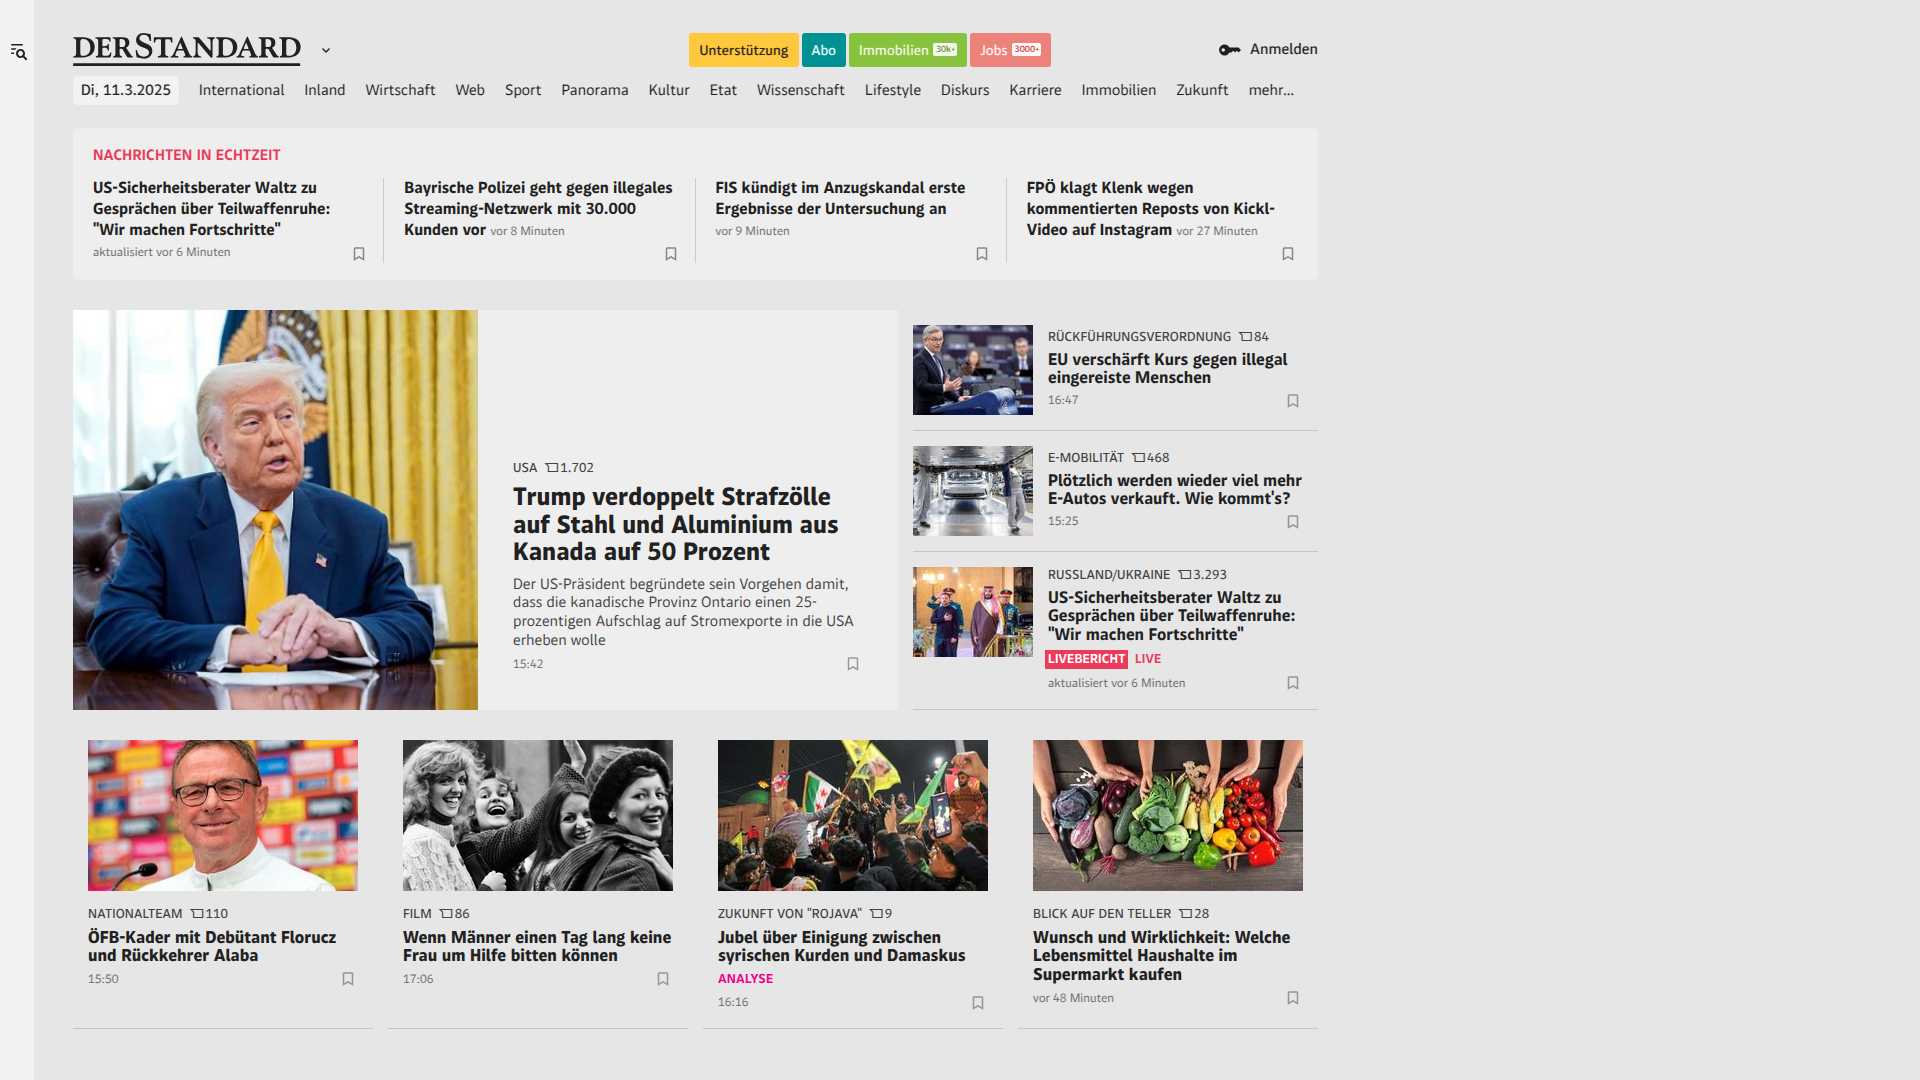 DERSTANDARD
Unterstützung
Abo
Immobilien 30k+
Jobs 3000+
Anmelden
Di, 11.3.2025
International
Inland
Wirtschaft
Web
Sport
Panorama
Kultur
Etat
Wissenschaft
Lifestyle
Diskurs
Karriere
Immobilien
Zukunft
mehr...
NACHRICHTEN IN ECHTZEIT
US-Sicherheitsberater Waltz zu
Gesprächen über Teilwaffenruhe:
"Wir machen Fortschritte"
aktualisiert vor 6 Minuten
Bayrische Polizei geht gegen illegales
Streaming-Netzwerk mit 30.000
Kunden vor vor 8 Minuten
FIS kündigt im Anzugskandal erste
Ergebnisse der Untersuchung an
vor 9 Minuten
FPÖ klagt Klenk wegen
kommentierten Reposts von Kickl-
Video auf Instagram vor 27 Minuten
USA 1.702
Trump verdoppelt Strafzölle
auf Stahl und Aluminium aus
Kanada auf 50 Prozent
Der US-Präsident begründete sein Vorgehen damit,
dass die kanadische Provinz Ontario einen 25-
prozentigen Aufschlag auf Stromexporte in die USA
erheben wolle
15:42
RÜCKFÜHRUNGSVERORDNUNG 84
EU verschärft Kurs gegen illegal
eingereiste Menschen
16:47
E-MOBILITÄT 468
Plötzlich werden wieder viel mehr
E-Autos verkauft. Wie kommt's?
15:25
RUSSLAND/UKRAINE 3.293
US-Sicherheitsberater Waltz zu
Gesprächen über Teilwaffenruhe:
"Wir machen Fortschritte"
LIVEBERICHT LIVE
aktualisiert vor 6 Minuten
NATIONALTEAM 110
ÖFB-Kader mit Debütant Florucz
und Rückkehrer Alaba
15:50
FILM 86
Wenn Männer einen Tag lang keine
Frau um Hilfe bitten können
17:06
ZUKUNFT VON "ROJAVA" 9
Jubel über Einigung zwischen
syrischen Kurden und Damaskus
ANALYSE
16:16
BLICK AUF DEN TELLER 28
Wunsch und Wirklichkeit: Welche
Lebensmittel Haushalte im
Supermarkt kaufen
vor 48 Minuten